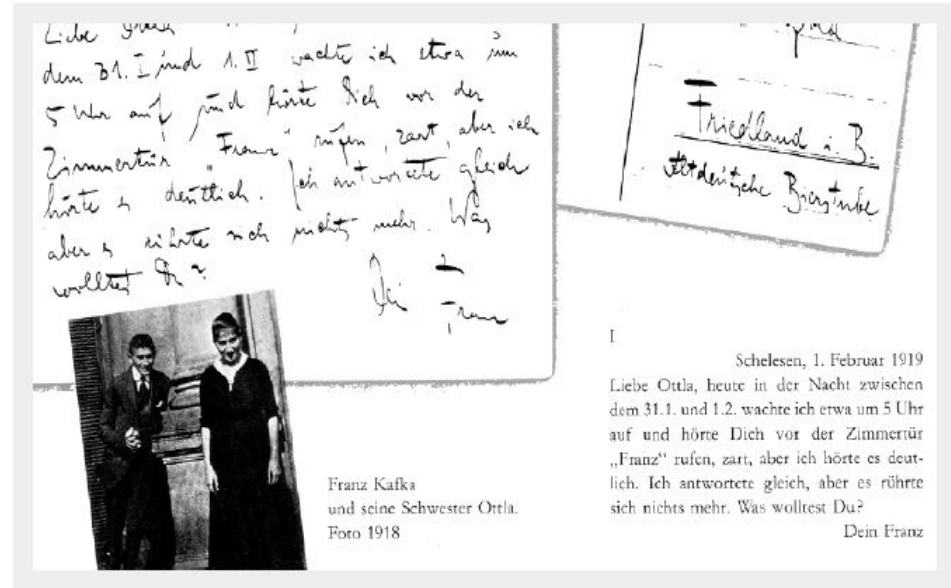 Liebe
dem 31. I und 1. II wachte ich etwa um
5 Uhr auf und hörte Dich vor der
Zimmertür "Franz" rufen, zart, aber ich
hörte es deutlich. Ich antwortete gleich
aber es rührte sich nichts mehr. Was
wolltest Du?
Dein
Franz
Friedland i. B.
Altdeutsche Bierstube
Franz Kafka
und seine Schwester Ottla.
Foto 1918
I
Schelesen, 1. Februar 1919
Liebe Ottla, heute in der Nacht zwischen
dem 31.1. und 1.2. wachte ich etwa um 5 Uhr
auf und hörte Dich vor der Zimmertür
„Franz“ rufen, zart, aber ich hörte es deut-
lich. Ich antwortete gleich, aber es rührte
sich nichts mehr. Was wolltest Du?
Dein Franz